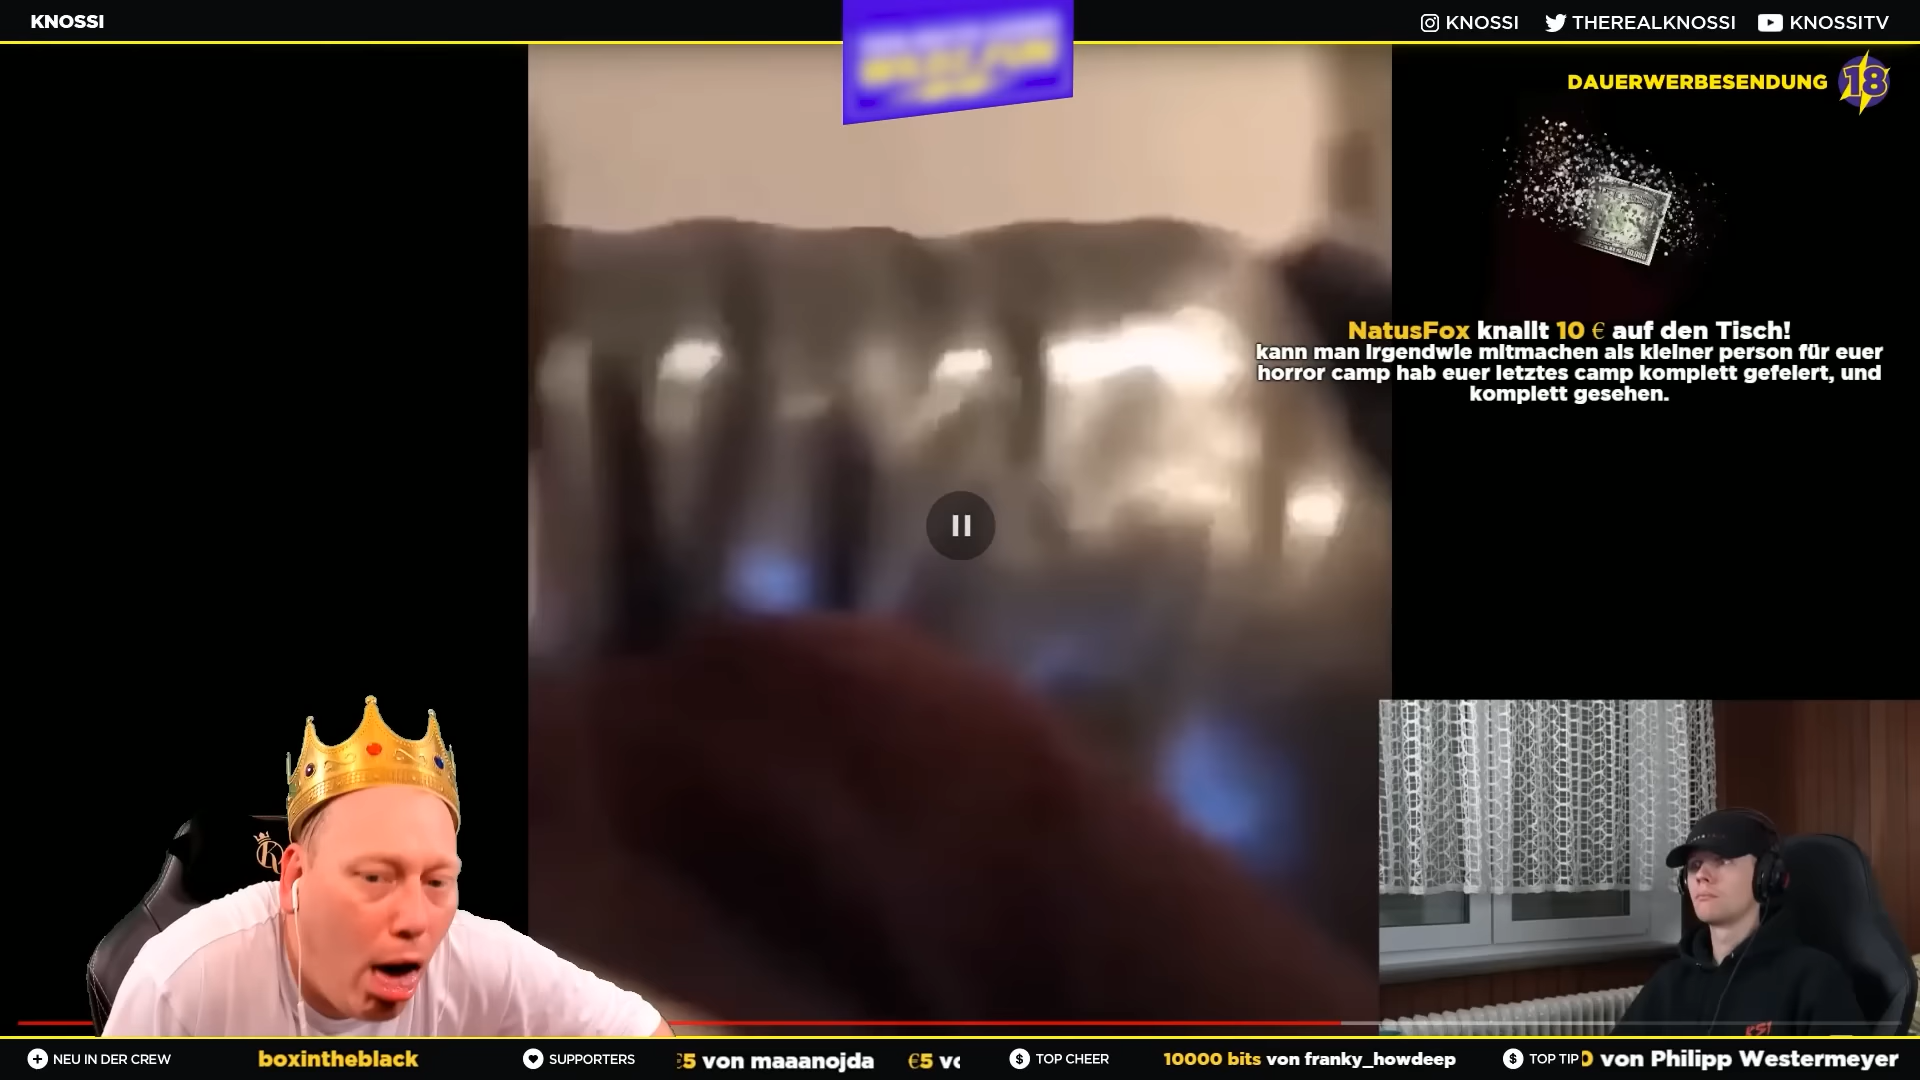 KNOSSI
KNOSSI
THEREALKNOSSI
KNOSSITV
DAUERWERBESENDUNG
18
NatusFox knallt 10 € auf den Tisch!
kann man irgendwie mitmachen als kleiner person für euer
horror camp hab euer letztes camp komplett gefeiert, und
komplett gesehen.
NEU IN DER CREW
boxintheblack
SUPPORTERS
€5 von maaanojda
€5
TOP CHEER
10000 bits von franky_howdeep
TOP TIP
von Philipp Westermeyer